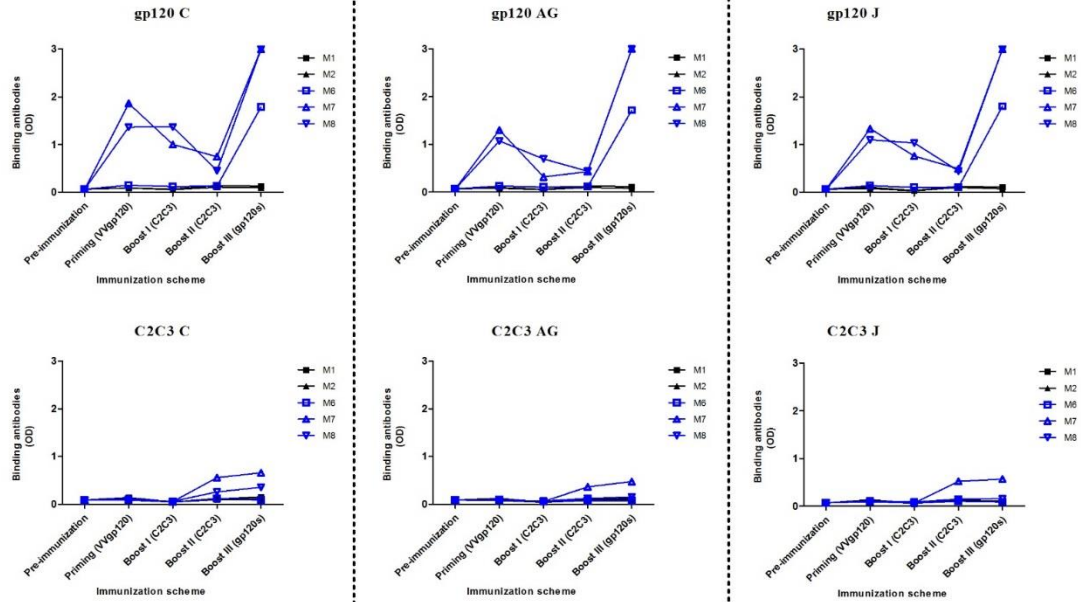 gp120 C
3
2
1
0
Binding antibodies
(OD)
M1
M2
M6
M7
M8
Pre-immunization
Priming (VVgp120)
Boost I (C2C3)
Boost II (C2C3)
Boost III (gp120s)
Immunization scheme
gp120 AG
3
2
1
0
Binding antibodies
(OD)
M1
M2
M6
M7
M8
Pre-immunization
Priming (VVgp120)
Boost I (C2C3)
Boost II (C2C3)
Boost III (gp120s)
Immunization scheme
gp120 J
3
2
1
0
Binding antibodies
(OD)
M1
M2
M6
M7
M8
Pre-immunization
Priming (VVgp120)
Boost I (C2C3)
Boost II (C2C3)
Boost III (gp120s)
Immunization scheme
C2C3 C
3
2
1
0
Binding antibodies
(OD)
M1
M2
M6
M7
M8
Pre-immunization
Priming (VVgp120)
Boost I (C2C3)
Boost II (C2C3)
Boost III (gp120s)
Immunization scheme
C2C3 AG
3
2
1
0
Binding antibodies
(OD)
M1
M2
M6
M7
M8
Pre-immunization
Priming (VVgp120)
Boost I (C2C3)
Boost II (C2C3)
Boost III (gp120s)
Immunization scheme
C2C3 J
3
2
1
0
Binding antibodies
(OD)
M1
M2
M6
M7
M8
Pre-immunization
Priming (VVgp120)
Boost I (C2C3)
Boost II (C2C3)
Boost III (gp120s)
Immunization scheme